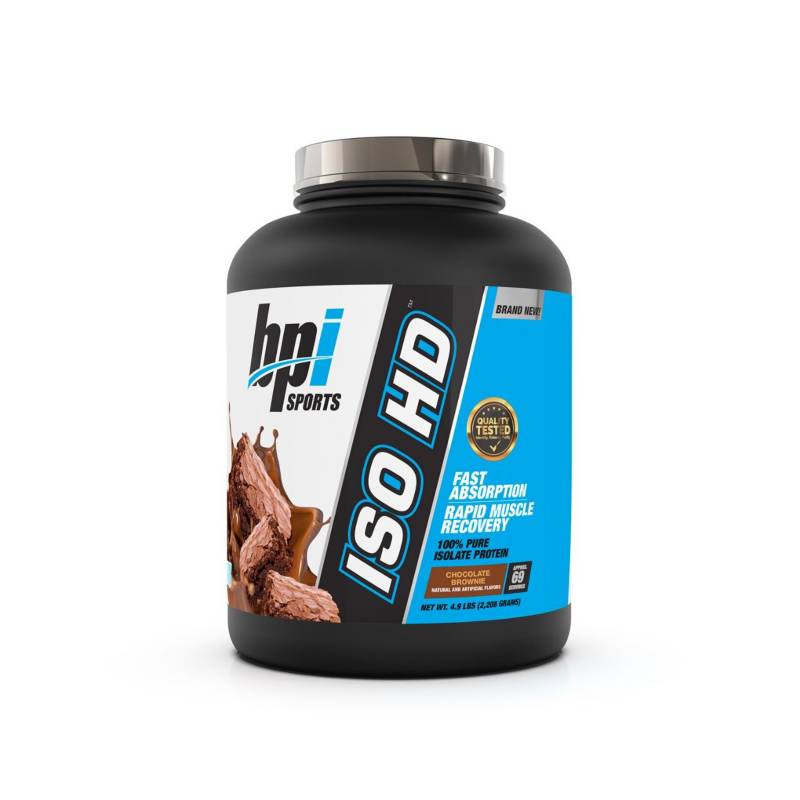 bpi
SPORTS
ISO HD
TM
BRAND NEW!
QUALITY
TESTED
FAST
ABSORPTION
RAPID MUSCLE
RECOVERY
100% PURE
ISOLATE PROTEIN
CHOCOLATE
BROWNIE
NATURAL AND ARTIFICIAL FLAVORS
APPROX.
69
SERVINGS
NET WT. 4.9 LBS (2,208 GRAMS)